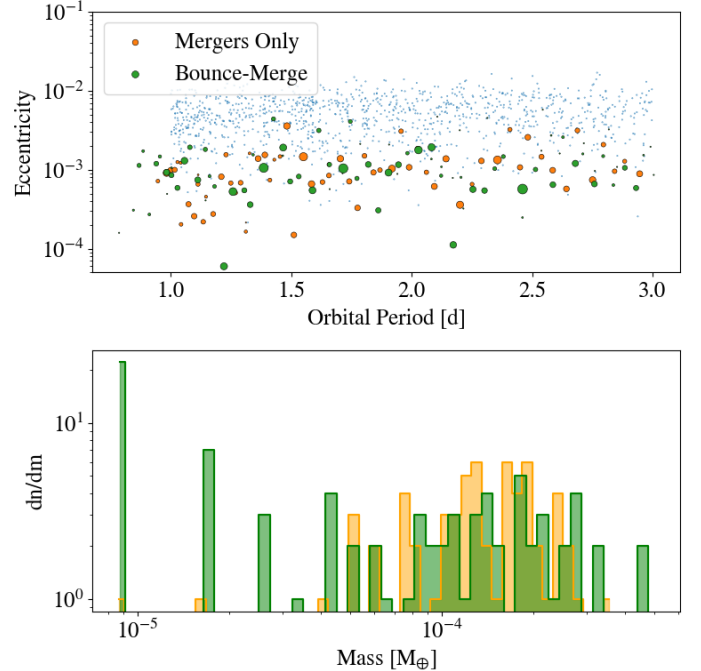 10⁻¹
Mergers Only
Bounce-Merge
10⁻²
10⁻³
10⁻⁴
Eccentricity
1.0 1.5 2.0 2.5 3.0
Orbital Period [d]
10¹
10⁰
dn/dm
10⁻⁵ 10⁻⁴
Mass [M⊕]